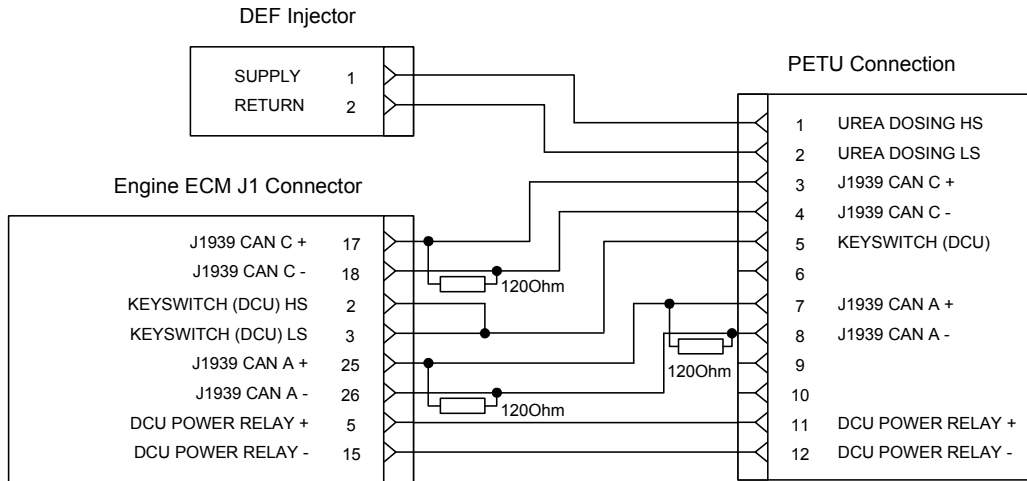 DEF Injector
SUPPLY 1
RETURN 2
PETU Connection
1 UREA DOSING HS
2 UREA DOSING LS
3 J1939 CAN C +
4 J1939 CAN C -
5 KEYSWITCH (DCU)
6
7 J1939 CAN A +
8 J1939 CAN A -
9
10
11 DCU POWER RELAY +
12 DCU POWER RELAY -
Engine ECM J1 Connector
J1939 CAN C + 17
J1939 CAN C - 18
KEYSWITCH (DCU) HS 2
KEYSWITCH (DCU) LS 3
J1939 CAN A + 25
J1939 CAN A - 26
DCU POWER RELAY + 5
DCU POWER RELAY - 15
120Ohm
120Ohm
120Ohm